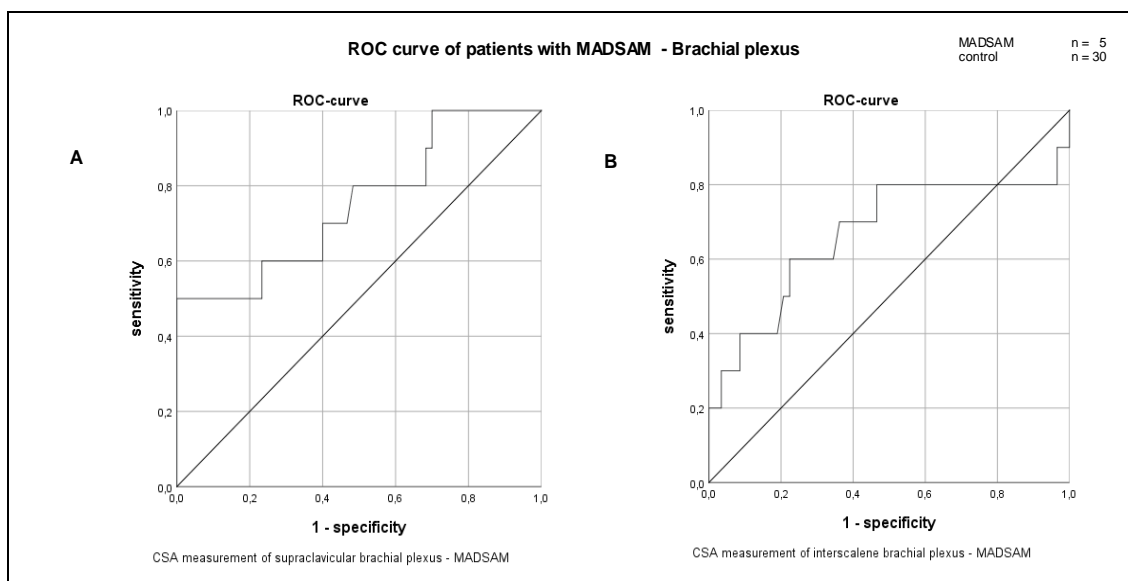 ROC curve of patients with MADSAM - Brachial plexus
MADSAM n = 5
control n = 30
A
ROC-curve
sensitivity
1,0
0,8
0,6
0,4
0,2
0,0
0,0 0,2 0,4 0,6 0,8 1,0
1 - specificity
CSA measurement of supraclavicular brachial plexus - MADSAM
B
ROC-curve
sensitivity
1,0
0,8
0,6
0,4
0,2
0,0
0,0 0,2 0,4 0,6 0,8 1,0
1 - specificity
CSA measurement of interscalene brachial plexus - MADSAM